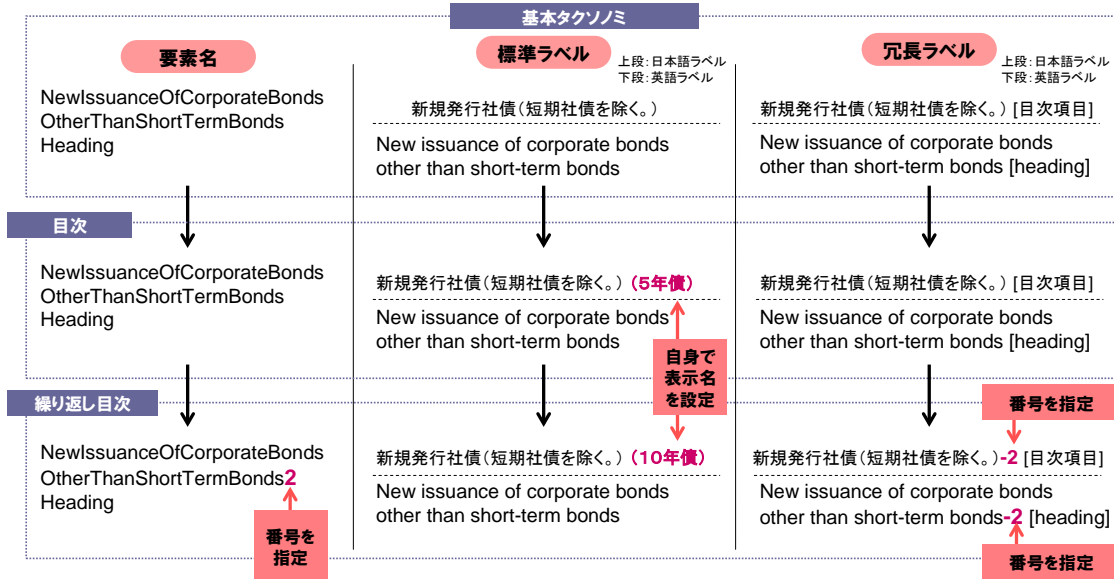 基本タクソノミ
要素名
標準ラベル
上段：日本語ラベル
下段：英語ラベル
冗長ラベル
上段：日本語ラベル
下段：英語ラベル
NewIssuanceOfCorporateBonds
OtherThanShortTermBonds
Heading
新規発行社債（短期社債を除く。）
New issuance of corporate bonds
other than short-term bonds
新規発行社債（短期社債を除く。） [目次項目]
New issuance of corporate bonds
other than short-term bonds [heading]
目次
NewIssuanceOfCorporateBonds
OtherThanShortTermBonds
Heading
新規発行社債（短期社債を除く。） （5年債）
New issuance of corporate bonds
other than short-term bonds
新規発行社債（短期社債を除く。） [目次項目]
New issuance of corporate bonds
other than short-term bonds [heading]
自身で
表示名
を設定
繰り返し目次
番号を指定
NewIssuanceOfCorporateBonds
OtherThanShortTermBonds2
Heading
新規発行社債（短期社債を除く。） （10年債）
New issuance of corporate bonds
other than short-term bonds
新規発行社債（短期社債を除く。）-2 [目次項目]
New issuance of corporate bonds
other than short-term bonds-2 [heading]
番号を
指定
番号を指定